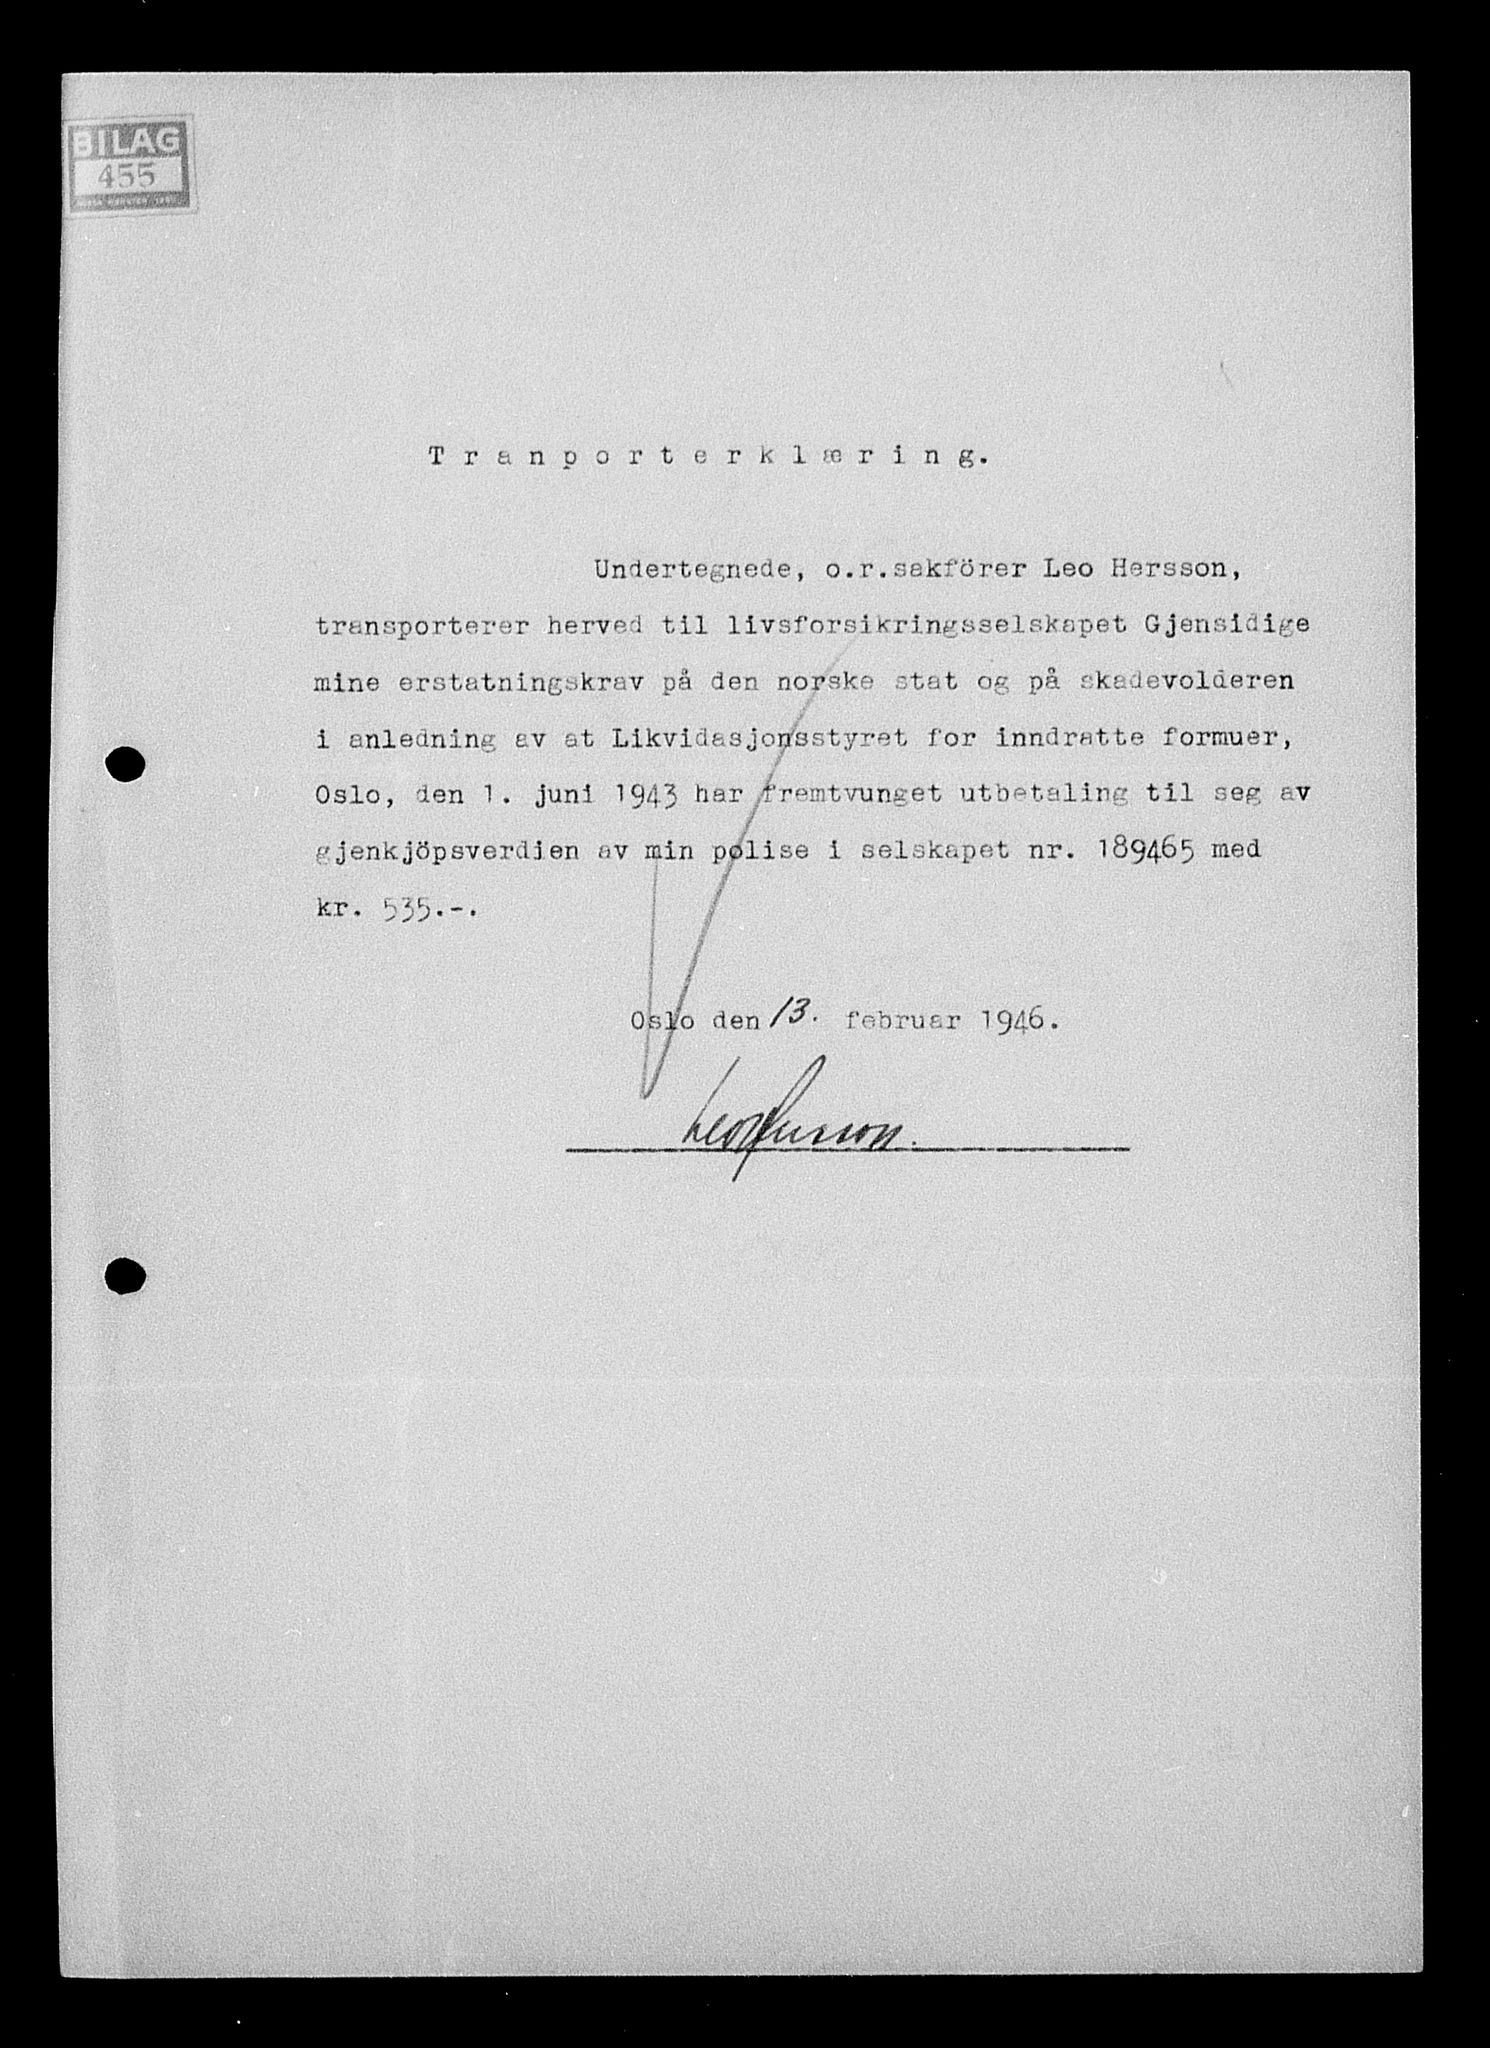 BILAG
455
Tranporterklæring.
Undertegnede, o.r.sakförer Leo Hersson,
transporterer herved til livsforsikringsselskapet Gjensidige
mine erstatningskrav på den norske stat og på skadevolderen
i anledning av at Likvidasjonsstyret for inndratte formuer,
Oslo, den 1. juni 1943 har fremtvunget utbetaling til seg av
gjenkjöpsverdien av min polise i selskapet nr. 189465 med
kr. 535.-.
Oslo den 13. februar 1946.
Leo Hersson.